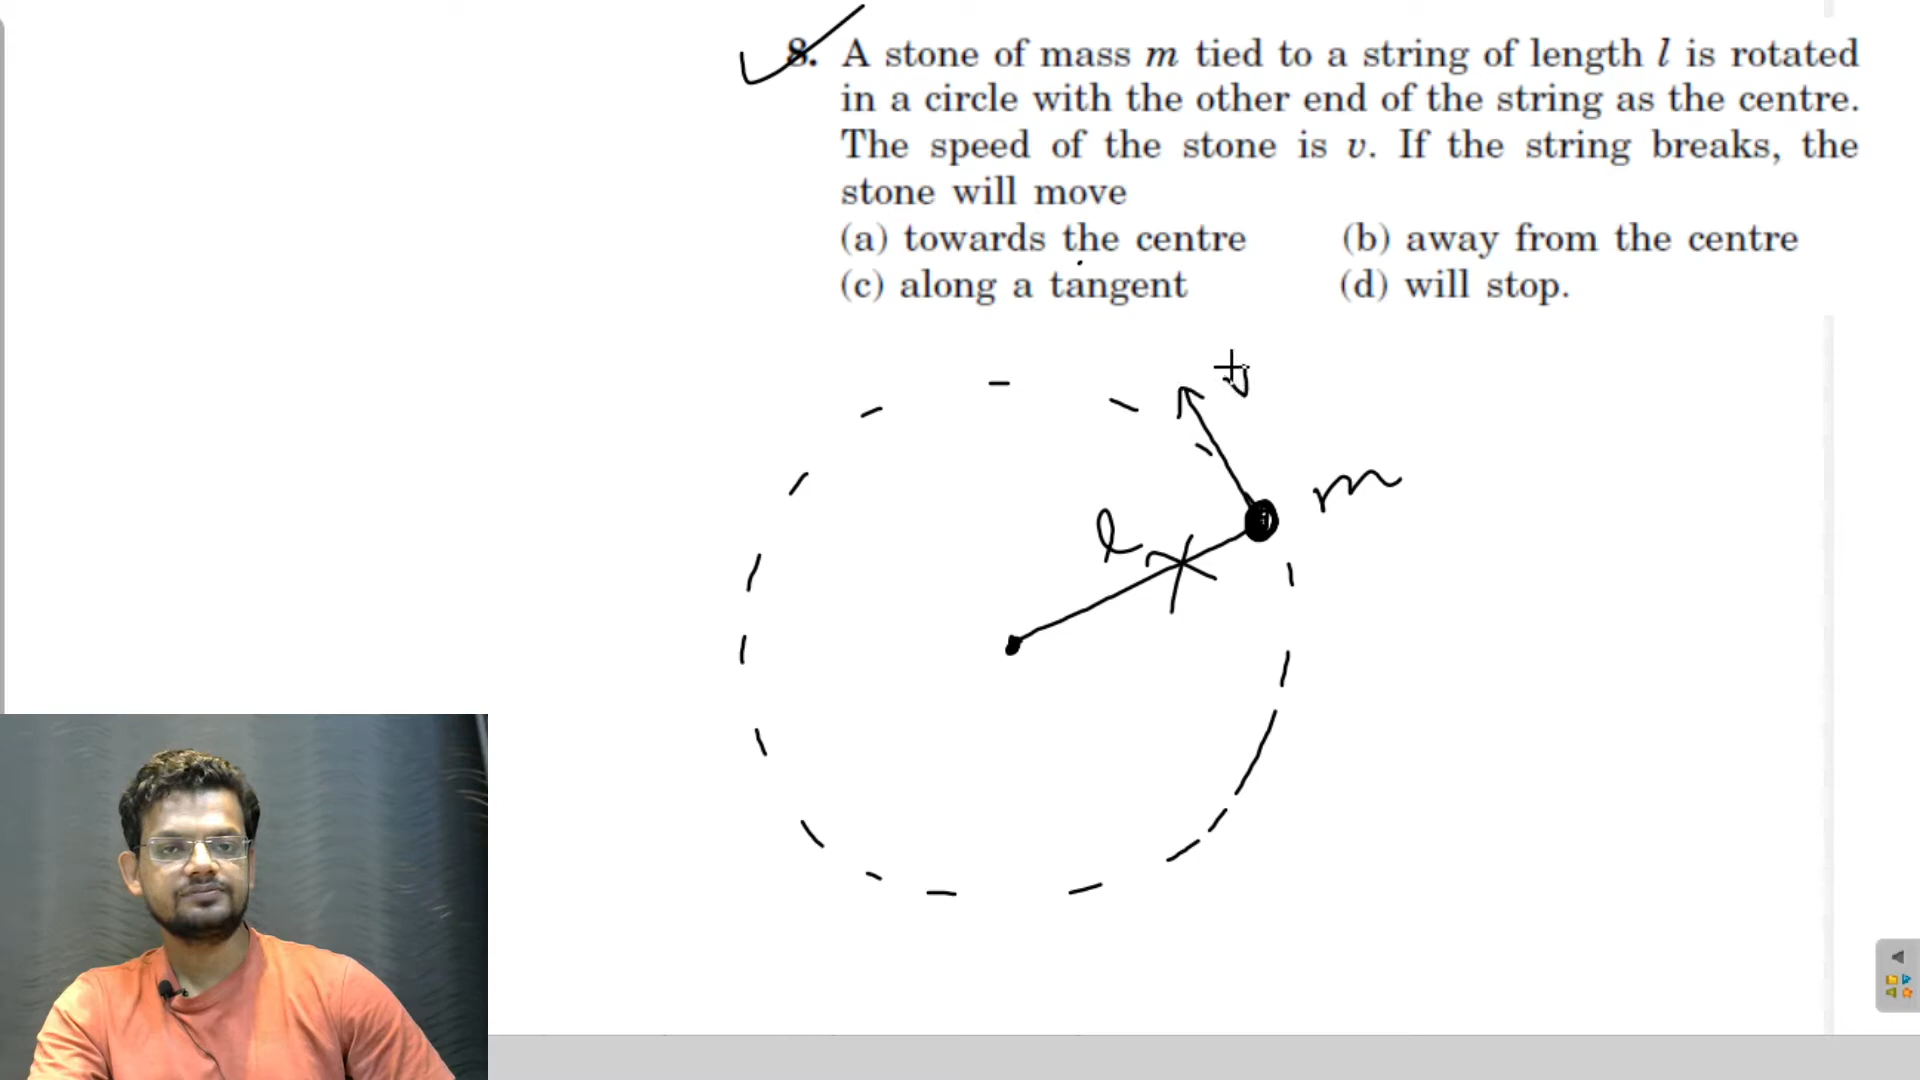 8. A stone of mass m tied to a string of length l is rotated
in a circle with the other end of the string as the centre.
The speed of the stone is v. If the string breaks, the
stone will move
(a) towards the centre (b) away from the centre
(c) along a tangent (d) will stop.
v
m
l